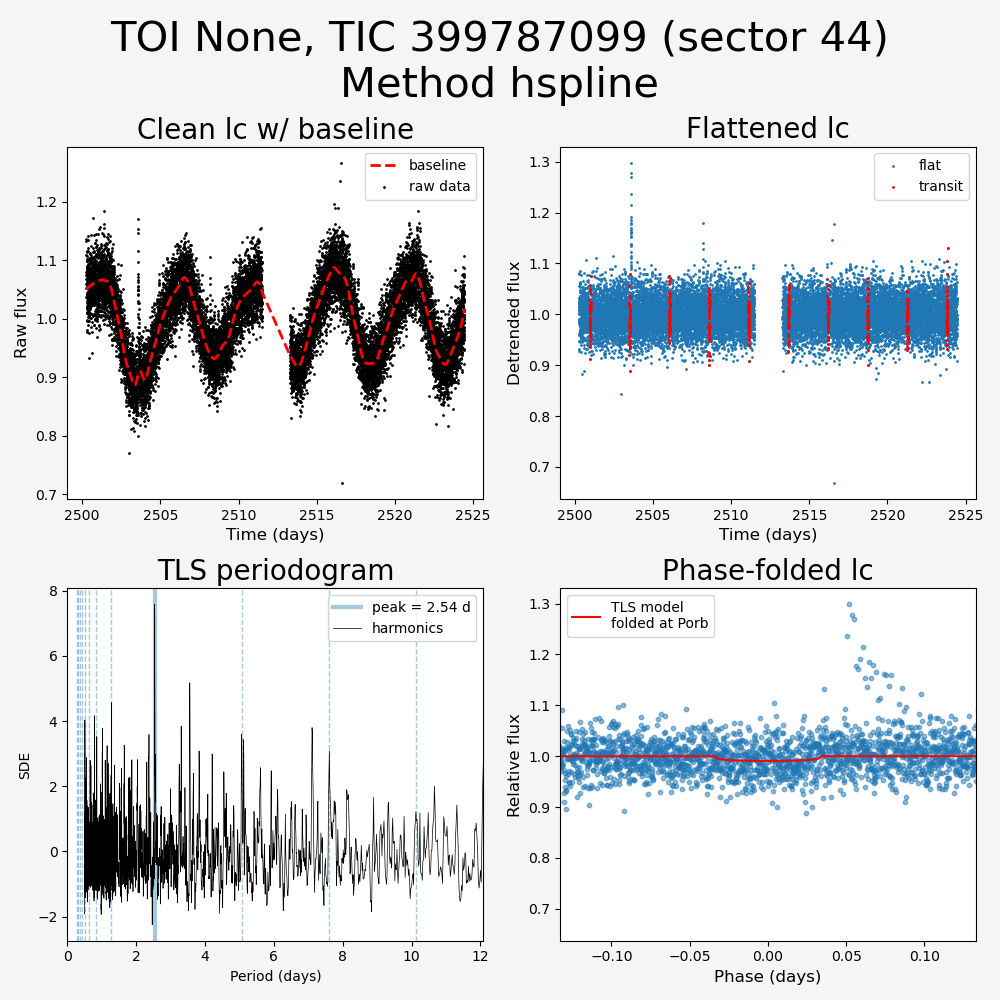 TOI None, TIC 399787099 (sector 44)
Method hspline
Clean lc w/ baseline
Raw flux
1.2
1.1
1.0
0.9
0.8
0.7
baseline
raw data
2500
2505
2510
2515
2520
2525
Time (days)
Flattened lc
Detrended flux
1.3
1.2
1.1
1.0
0.9
0.8
0.7
flat
transit
2500
2505
2510
2515
2520
2525
Time (days)
TLS periodogram
SDE
8
6
4
2
0
−2
peak = 2.54 d
harmonics
0
2
4
6
8
10
12
Period (days)
Phase-folded lc
Relative flux
1.3
1.2
1.1
1.0
0.9
0.8
0.7
TLS model
folded at Porb
−0.10
−0.05
0.00
0.05
0.10
Phase (days)